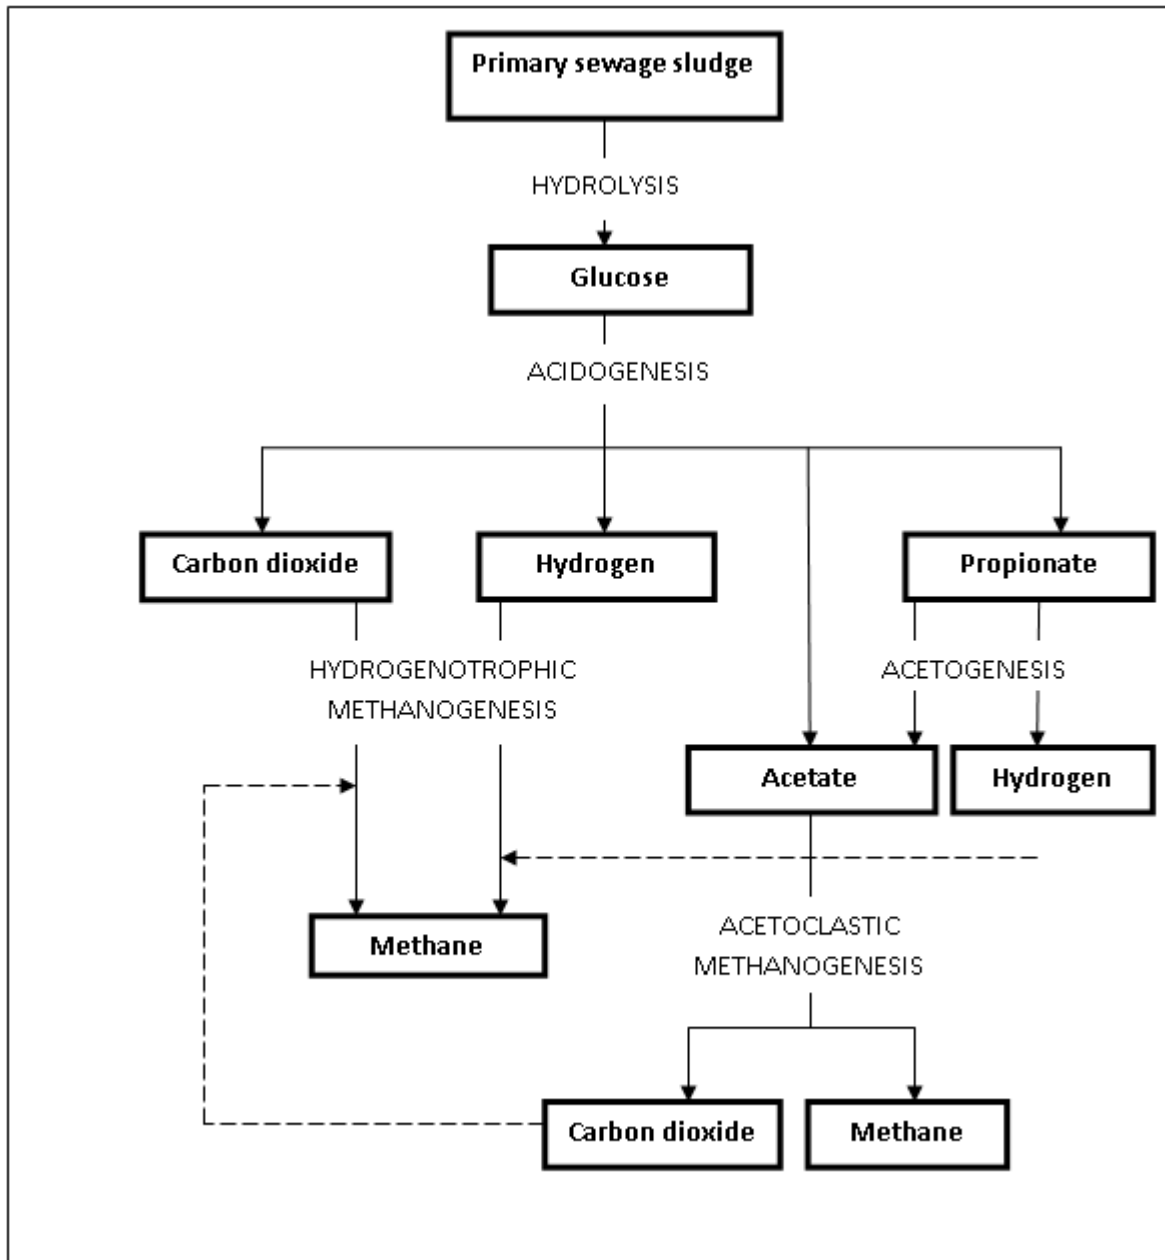 Primary sewage sludge
HYDROLYSIS
Glucose
ACIDOGENESIS
Carbon dioxide
Hydrogen
Propionate
HYDROGENOTROPHIC
METHANOGENESIS
ACETOGENESIS
Acetate
Hydrogen
Methane
ACETOCLASTIC
METHANOGENESIS
Carbon dioxide
Methane